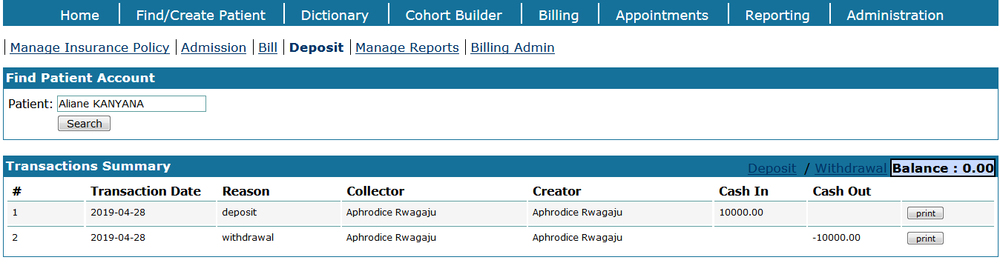 Home Find/Create Patient Dictionary Cohort Builder Billing Appointments Reporting Administration
Manage Insurance Policy Admission Bill Deposit Manage Reports Billing Admin
Find Patient Account
Patient: Aliane KANYANA
Search
Transactions Summary Deposit / Withdrawal Balance : 0.00
# Transaction Date Reason Collector Creator Cash In Cash Out
1 2019-04-28 deposit Aphrodice Rwagaju Aphrodice Rwagaju 10000.00 print
2 2019-04-28 withdrawal Aphrodice Rwagaju Aphrodice Rwagaju -10000.00 print